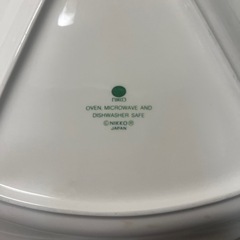 OVEN, MICROWAVE AND
DISHWASHER SAFE
©NIKKO®
JAPAN